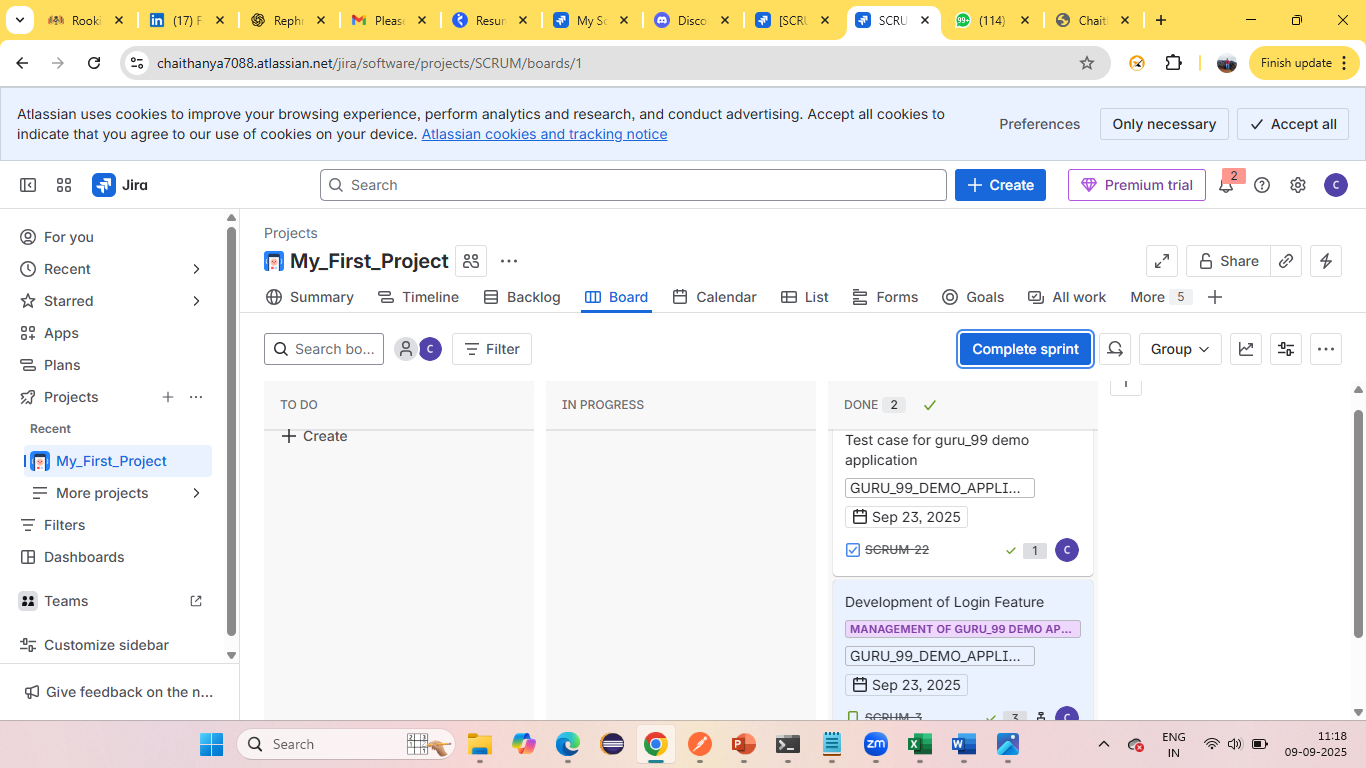 Rooki
(17) F
Rephr
Please
Resur
My Sc
Disco
[SCRU
SCRU
99+
(114)
Chaith
chaithanya7088.atlassian.net/jira/software/projects/SCRUM/boards/1
Finish update
Atlassian uses cookies to improve your browsing experience, perform analytics and research, and conduct advertising. Accept all cookies to
indicate that you agree to our use of cookies on your device. Atlassian cookies and tracking notice
Preferences
Only necessary
Accept all
Jira
Search
Create
Premium trial
2
C
For you
Recent
Starred
Apps
Plans
Projects
Recent
My_First_Project
More projects
Filters
Dashboards
Teams
Customize sidebar
Give feedback on the n...
Projects
My_First_Project
Share
Summary
Timeline
Backlog
Board
Calendar
List
Forms
Goals
All work
More 5
Search bo...
C
Filter
Complete sprint
Group
TO DO
Create
IN PROGRESS
DONE 2
Test case for guru_99 demo
application
GURU_99_DEMO_APPLI...
Sep 23, 2025
SCRUM-22
1
C
Development of Login Feature
MANAGEMENT OF GURU_99 DEMO AP...
GURU_99_DEMO_APPLI...
Sep 23, 2025
SCRUM-3
3
C
Search
zm
ENG
IN
11:18
09-09-2025